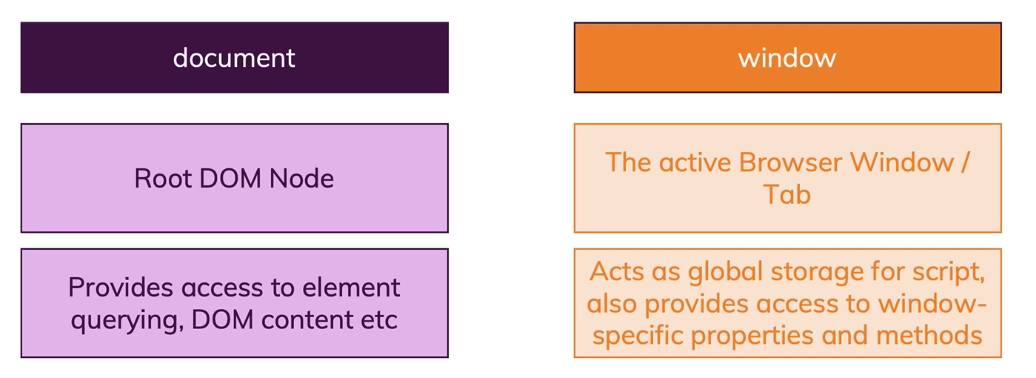 document
window
Root DOM Node
The active Browser Window /
Tab
Provides access to element
querying, DOM content etc
Acts as global storage for script,
also provides access to window-
specific properties and methods